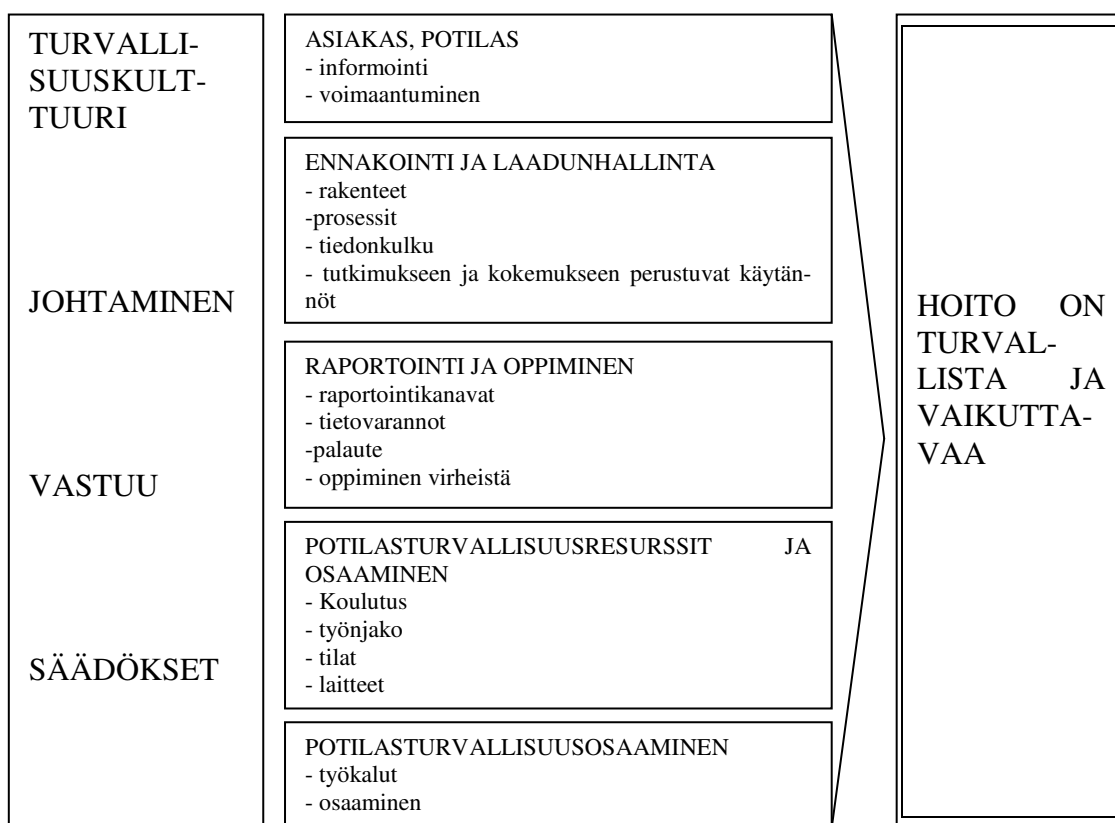 TURVALLI-
SUUSKULT-
TUURI
JOHTAMINEN
VASTUU
SÄÄDÖKSET
ASIAKAS, POTILAS
- informointi
- voimaantuminen
ENNAKOINTI JA LAADUNHALLINTA
- rakenteet
-prosessit
- tiedonkulku
- tutkimukseen ja kokemukseen perustuvat käytän-
nöt
RAPORTOINTI JA OPPIMINEN
- raportointikanavat
- tietovarannot
-palaute
- oppiminen virheistä
POTILASTURVALLISUUSRESURSSIT JA
OSAAMINEN
- Koulutus
- työnjako
- tilat
- laitteet
POTILASTURVALLISUUSOSAAMINEN
- työkalut
- osaaminen
HOITO ON
TURVAL-
LISTA JA
VAIKUTTA-
VAA